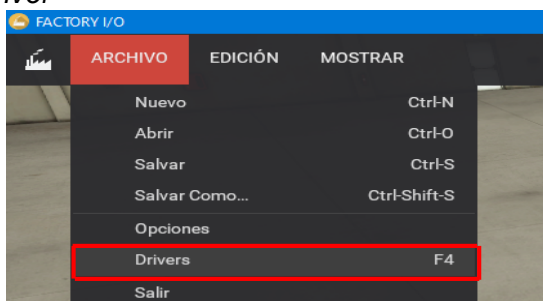 FACTORY I/O
ARCHIVO EDICIÓN MOSTRAR
Nuevo Ctrl-N
Abrir Ctrl-O
Salvar Ctrl-S
Salvar Como... Ctrl-Shift-S
Opciones
Drivers F4
Salir